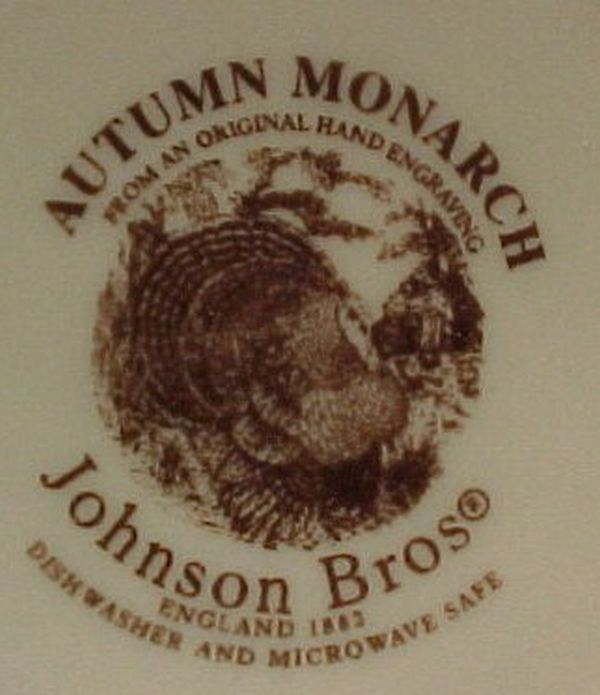 AUTUMN MONARCH
FROM AN ORIGINAL HAND ENGRAVING
Johnson Bros®
ENGLAND 1883
DISHWASHER AND MICROWAVE SAFE